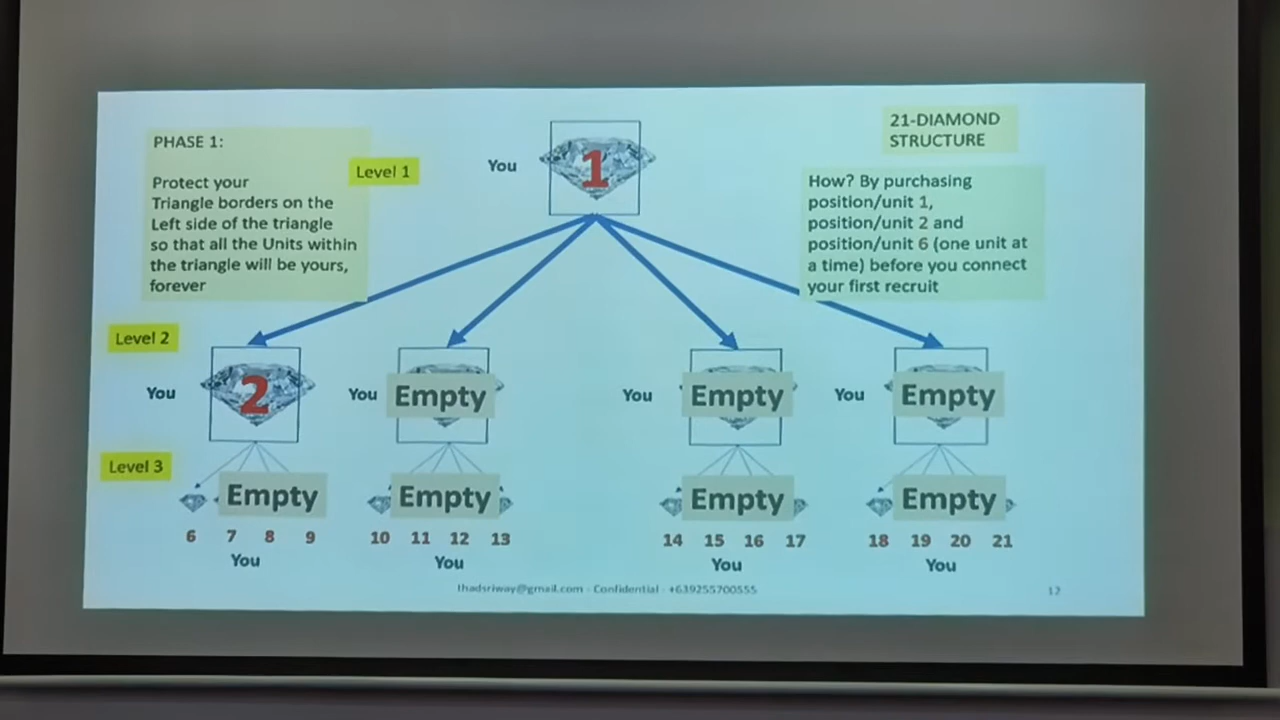 PHASE 1:
Protect your
Triangle borders on the
Left side of the triangle
so that all the Units within
the triangle will be yours,
forever
Level 1
You
1
21-DIAMOND
STRUCTURE
How? By purchasing
position/unit 1,
position/unit 2 and
position/unit 6 (one unit at
a time) before you connect
your first recruit
Level 2
You
2
You
Empty
You
Empty
You
Empty
Level 3
Empty
Empty
Empty
Empty
6 7 8 9
10 11 12 13
14 15 16 17
18 19 20 21
You
You
You
You
thadsriway@gmail.com - Confidential - +639255700555
12